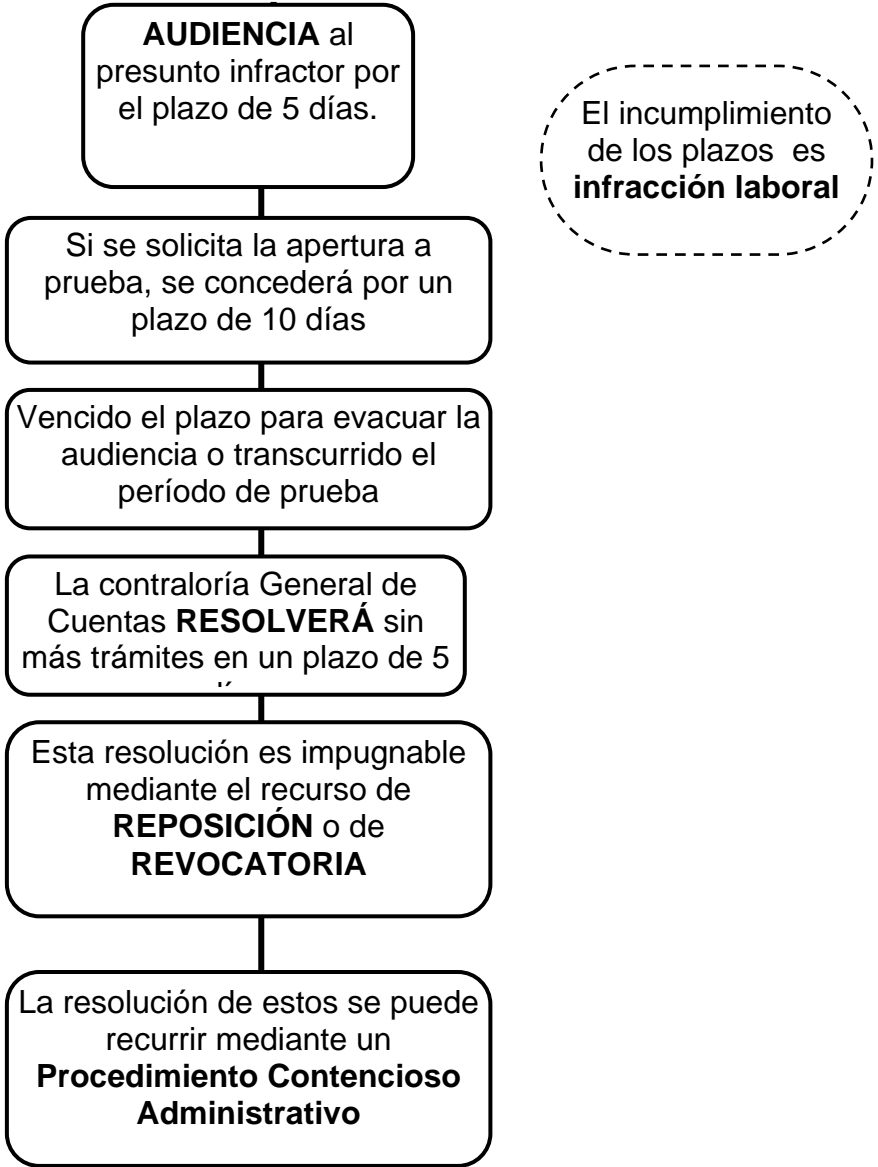 AUDIENCIA al
presunto infractor por
el plazo de 5 días.
El incumplimiento
de los plazos es
infracción laboral
Si se solicita la apertura a
prueba, se concederá por un
plazo de 10 días
Vencido el plazo para evacuar la
audiencia o transcurrido el
período de prueba
La contraloría General de
Cuentas RESOLVERÁ sin
más trámites en un plazo de 5
Esta resolución es impugnable
mediante el recurso de
REPOSICIÓN o de
REVOCATORIA
La resolución de estos se puede
recurrir mediante un
Procedimiento Contencioso
Administrativo